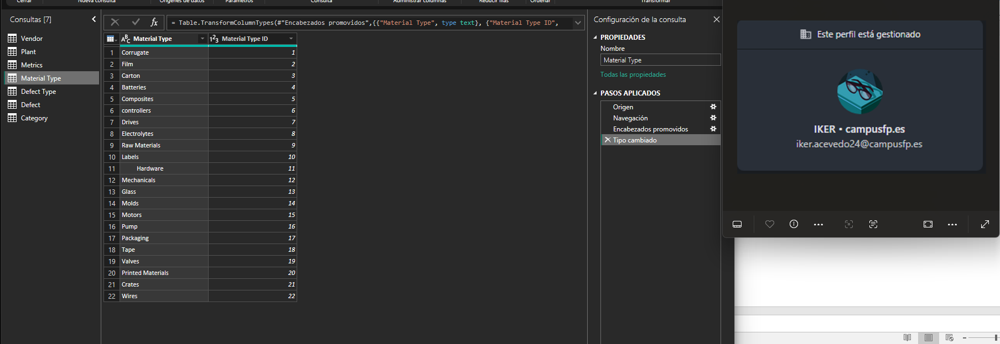 Cerrar
Nueva consulta
Orígenes de datos
Parámetros
Consulta
Administrar columnas
Reducir filas
Ordenar
Transformar
Consultas [7]
Vendor
Plant
Metrics
Material Type
Defect Type
Defect
Category
fx
= Table.TransformColumnTypes(#"Encabezados promovidos",{{"Material Type", type text}, {"Material Type ID",
ABC Material Type 123 Material Type ID
1 Corrugate 1
2 Film 2
3 Carton 3
4 Batteries 4
5 Composites 5
6 controllers 6
7 Drives 7
8 Electrolytes 8
9 Raw Materials 9
10 Labels 10
11 Hardware 11
12 Mechanicals 12
13 Glass 13
14 Molds 14
15 Motors 15
16 Pump 16
17 Packaging 17
18 Tape 18
19 Valves 19
20 Printed Materials 20
21 Crates 21
22 Wires 22
Configuración de la consulta
PROPIEDADES
Nombre
Material Type
Todas las propiedades
PASOS APLICADOS
Origen
Navegación
Encabezados promovidos
Tipo cambiado
Este perfil está gestionado
IKER • campusfp.es
iker.acevedo24@campusfp.es